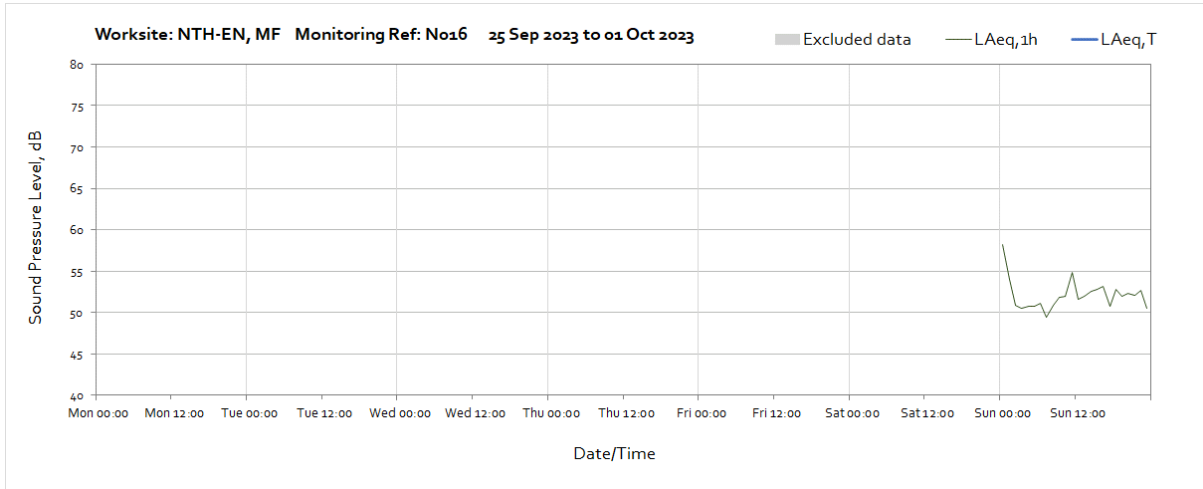 Worksite: NTH-EN, MF   Monitoring Ref: N016   25 Sep 2023 to 01 Oct 2023
Excluded data
LAeq,1h
LAeq,T
80
75
70
65
60
55
50
45
40
Sound Pressure Level, dB
Mon 00:00
Mon 12:00
Tue 00:00
Tue 12:00
Wed 00:00
Wed 12:00
Thu 00:00
Thu 12:00
Fri 00:00
Fri 12:00
Sat 00:00
Sat 12:00
Sun 00:00
Sun 12:00
Date/Time